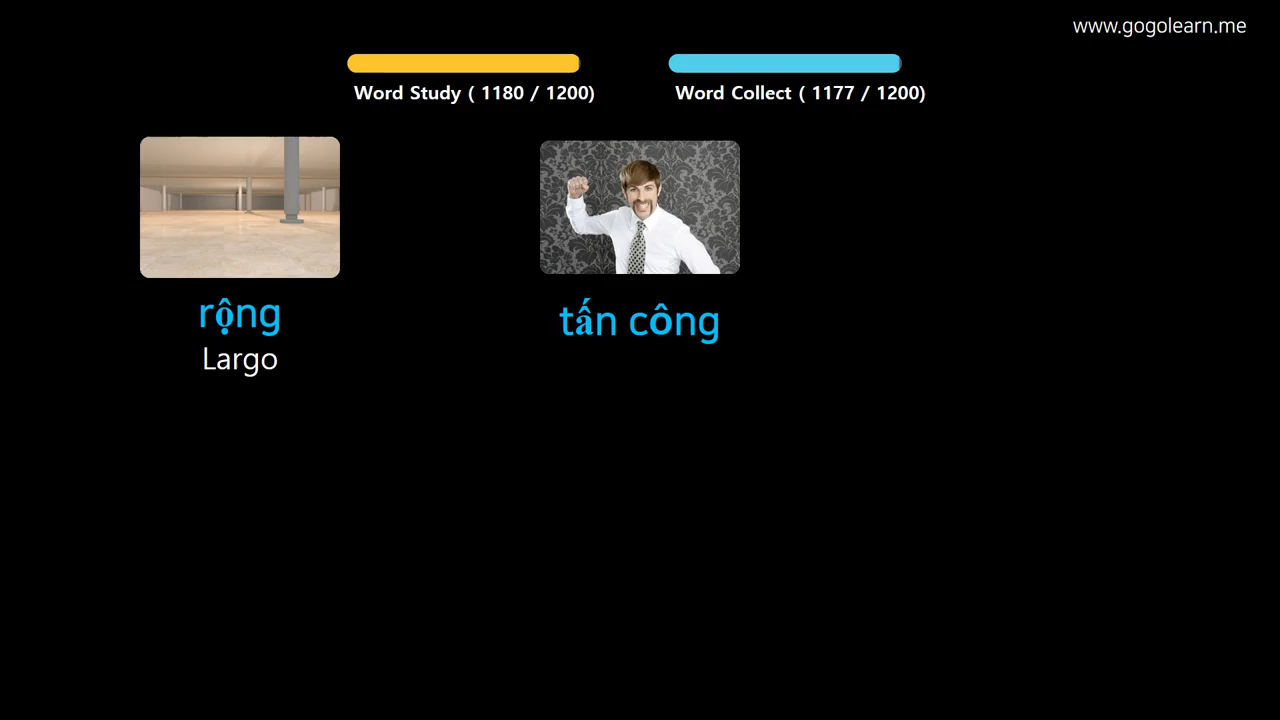 www.gogolearn.me
Word Study ( 1180 / 1200)
Word Collect ( 1177 / 1200)
rộng
Largo
tấn công